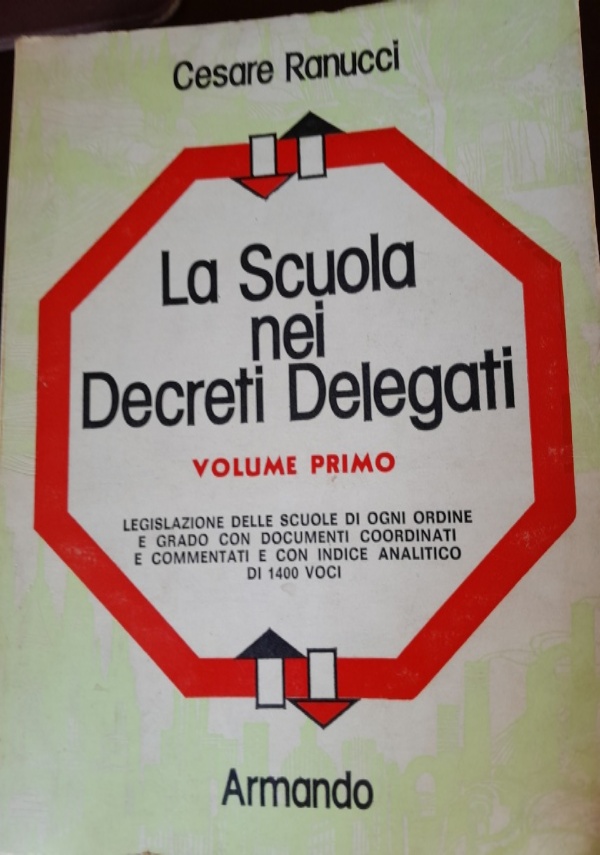 Cesare Ranucci
La Scuola
nei
Decreti Delegati
VOLUME PRIMO
LEGISLAZIONE DELLE SCUOLE DI OGNI ORDINE
E GRADO CON DOCUMENTI COORDINATI
E COMMENTATI E CON INDICE ANALITICO
DI 1400 VOCI
Armando